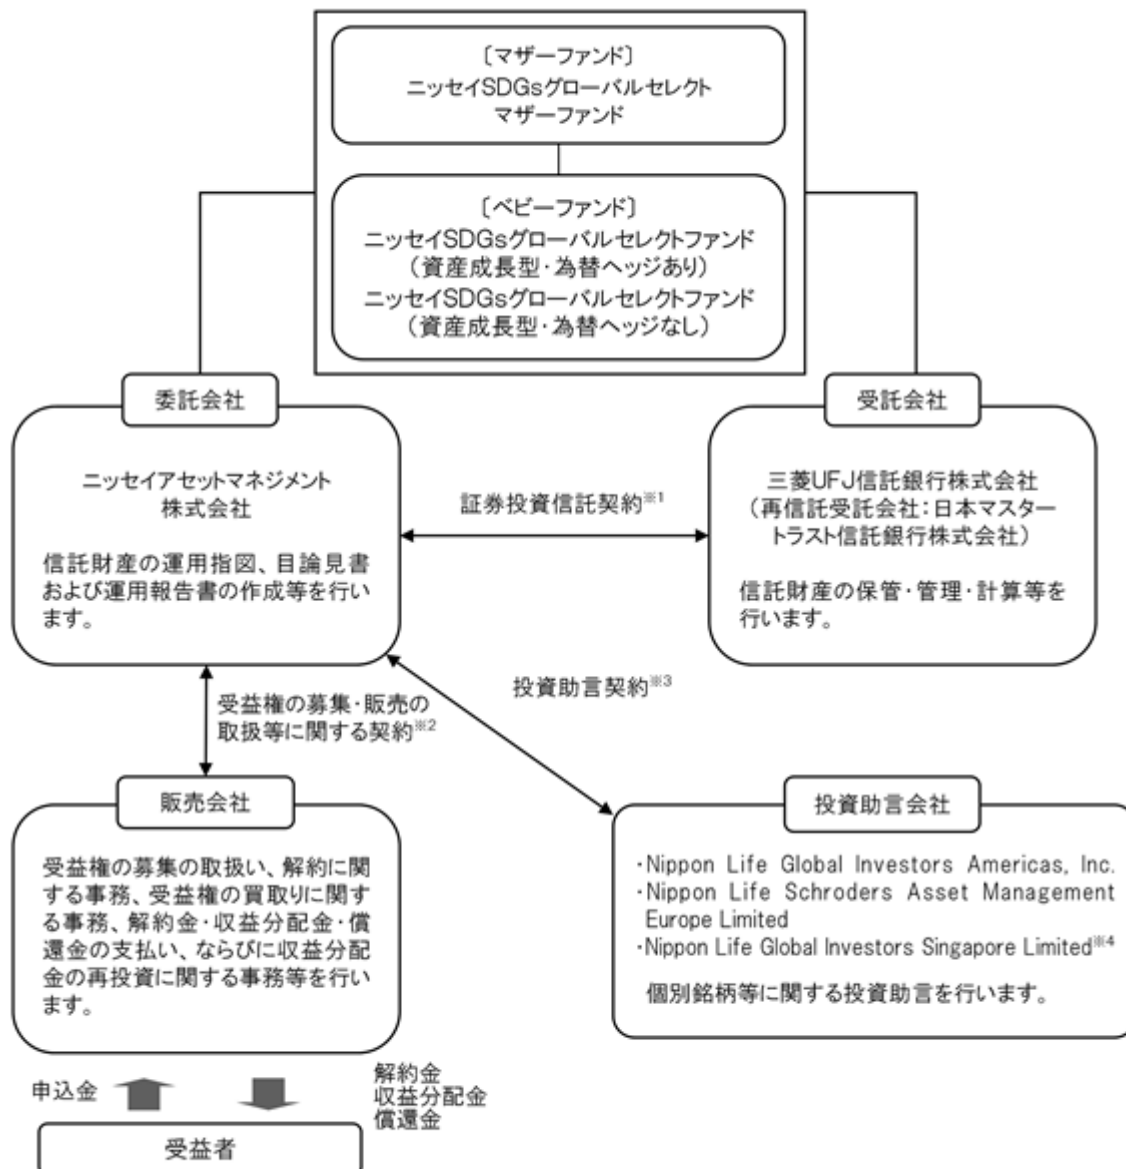 〔マザーファンド〕
ニッセイSDGsグローバルセレクト
マザーファンド
〔ベビーファンド〕
ニッセイSDGsグローバルセレクトファンド
（資産成長型・為替ヘッジあり）
ニッセイSDGsグローバルセレクトファンド
（資産成長型・為替ヘッジなし）
委託会社
ニッセイアセットマネジメント
株式会社
信託財産の運用指図、目論見書
および運用報告書の作成等を行い
ます。
証券投資信託契約※1
受託会社
三菱UFJ信託銀行株式会社
（再信託受託会社：日本マスター
トラスト信託銀行株式会社）
信託財産の保管・管理・計算等を
行います。
受益権の募集・販売の
取扱等に関する契約※2
投資助言契約※3
販売会社
受益権の募集の取扱い、解約に関
する事務、受益権の買取りに関す
る事務、解約金・収益分配金・償
還金の支払い、ならびに収益分配
金の再投資に関する事務等を行い
ます。
投資助言会社
・Nippon Life Global Investors Americas, Inc.
・Nippon Life Schroders Asset Management
Europe Limited
・Nippon Life Global Investors Singapore Limited※4
個別銘柄等に関する投資助言を行います。
申込金
解約金
収益分配金
償還金
受益者